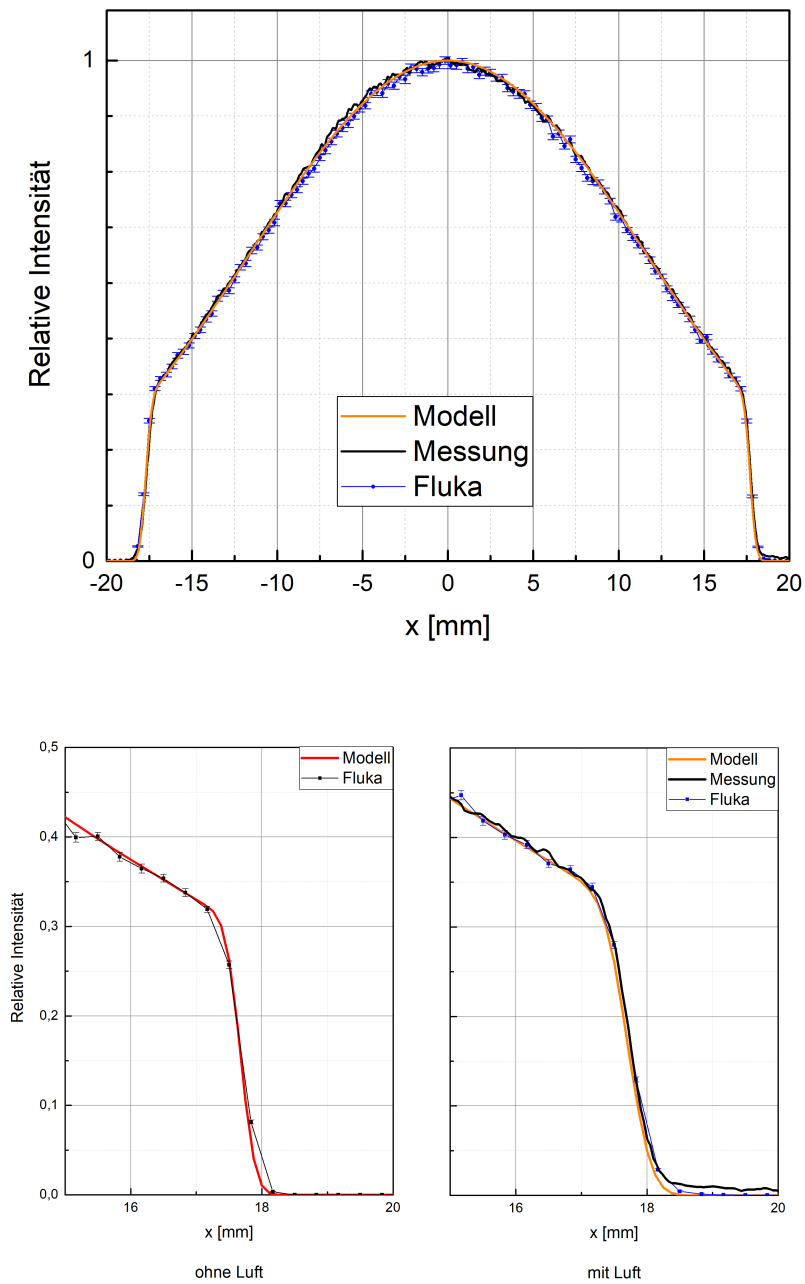 Relative Intensität
1
0
Modell
Messung
Fluka
-20 -15 -10 -5 0 5 10 15 20
x [mm]
0,5
0,4
0,3
0,2
0,1
0,0
Relative Intensität
Modell
Fluka
16 18 20
x [mm]
ohne Luft
Modell
Messung
Fluka
16 18 20
x [mm]
mit Luft